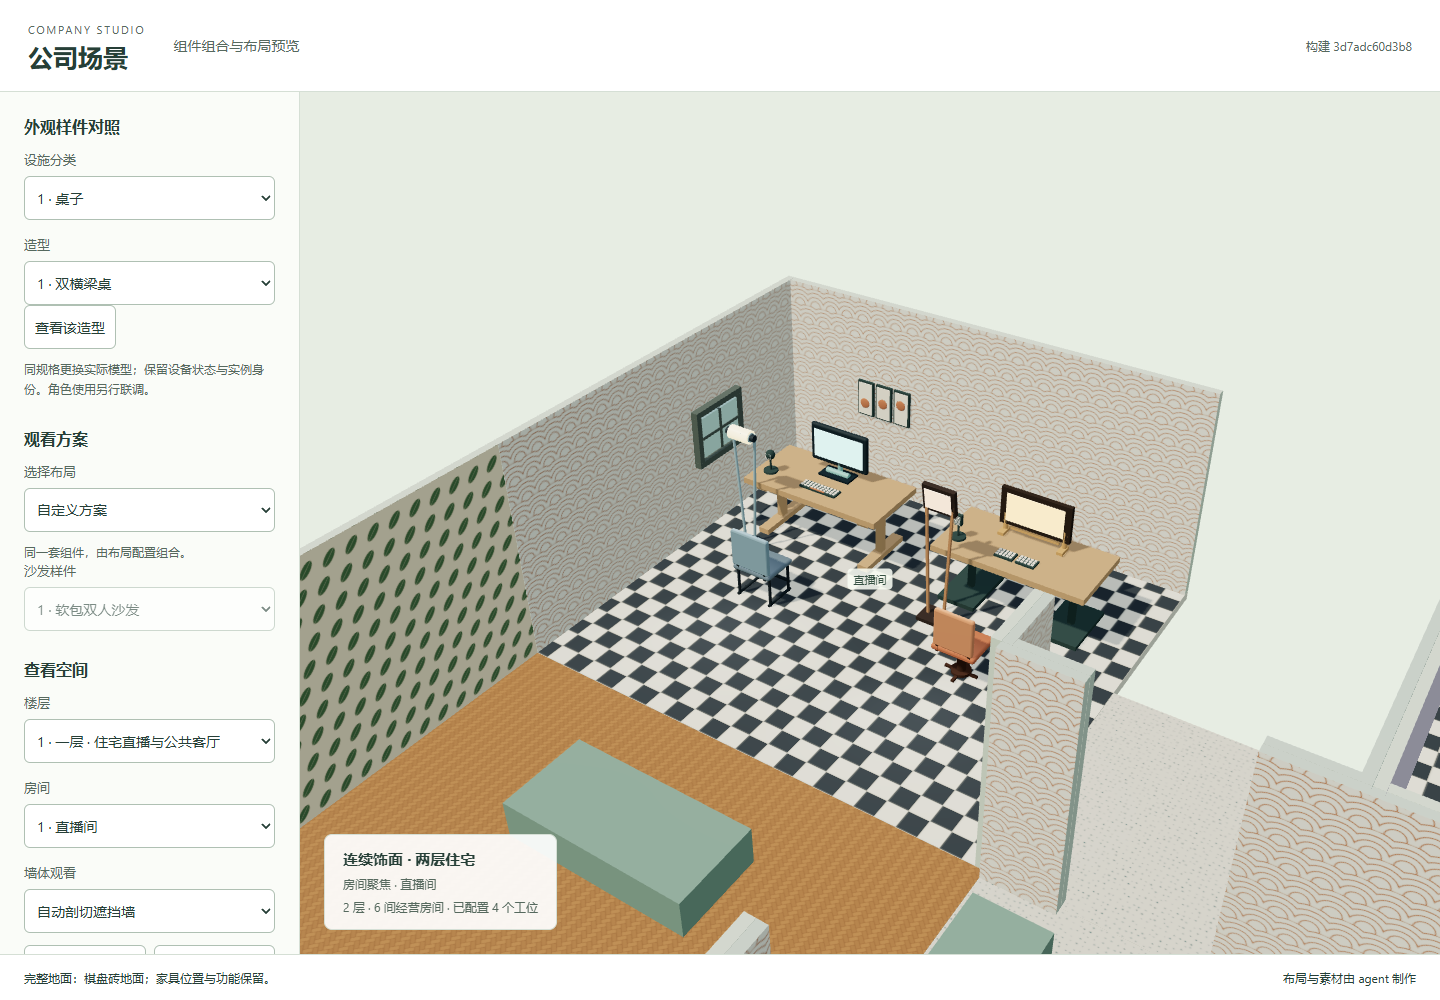 COMPANY STUDIO
公司场景
组件组合与布局预览
构建 3d7adc60d3b8
外观样件对照
设施分类
1 · 桌子
造型
1 · 双横梁桌
查看该造型
同规格更换实际模型；保留设备状态与实例身
份。角色使用另行联调。
观看方案
选择布局
自定义方案
同一套组件，由布局配置组合。
沙发样件
1 · 软包双人沙发
查看空间
楼层
1 · 一层 · 住宅直播与公共客厅
房间
1 · 直播间
墙体观看
自动剖切遮挡墙
直播间
连续饰面 · 两层住宅
房间聚焦 · 直播间
2 层 · 6 间经营房间 · 已配置 4 个工位
完整地面：棋盘砖地面；家具位置与功能保留。
布局与素材由 agent 制作